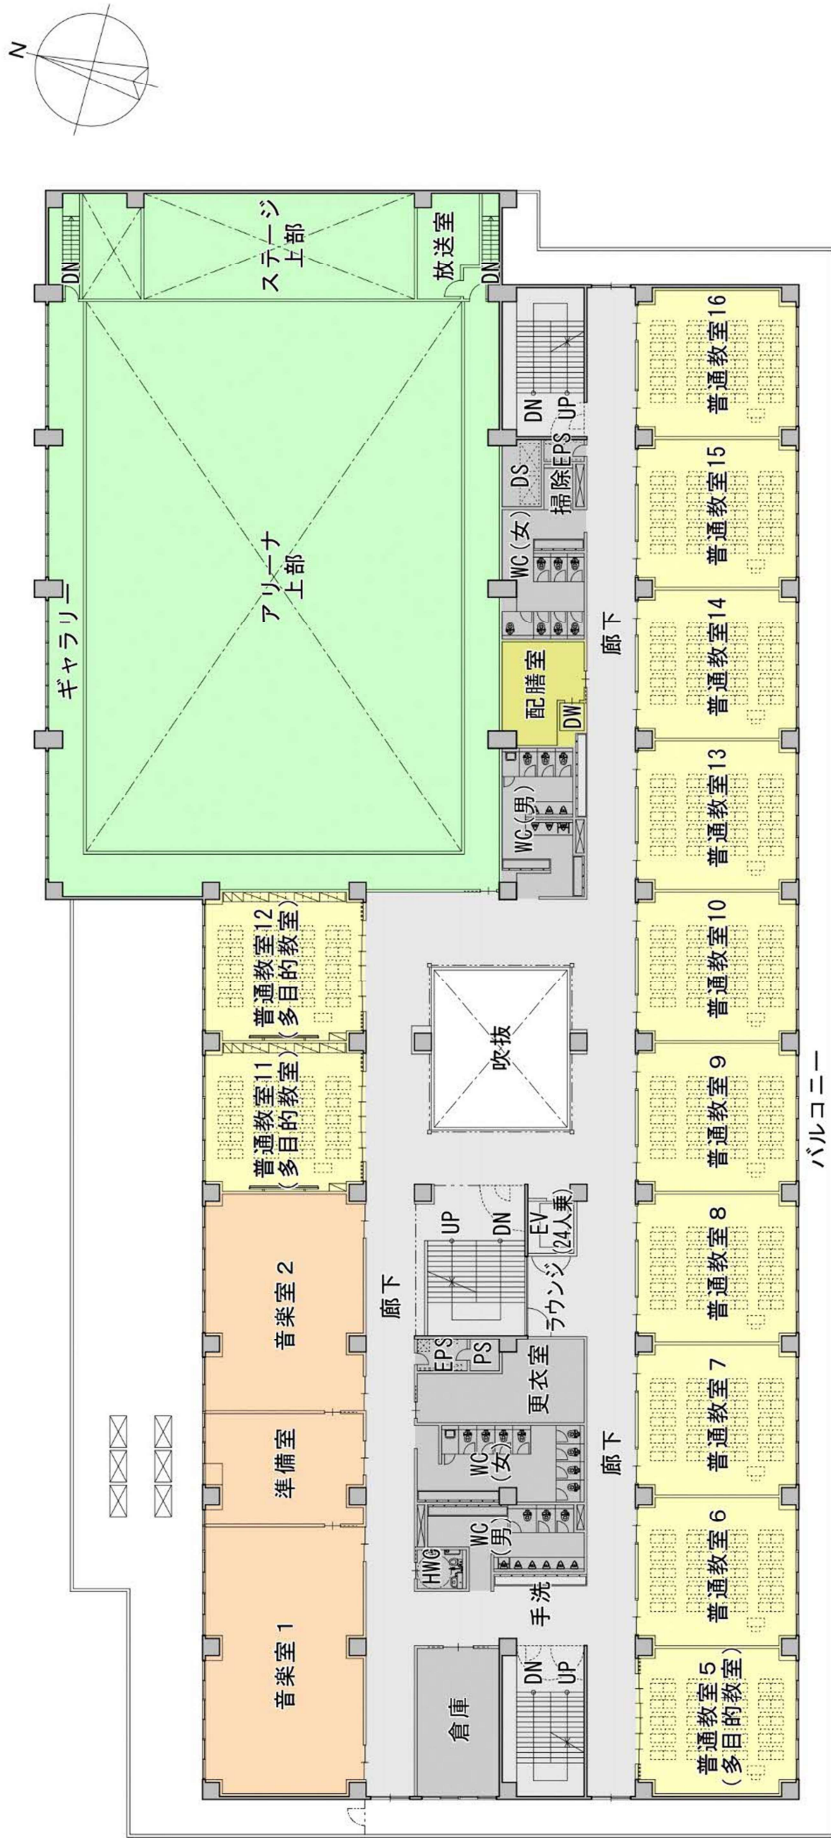 N
音楽室1
準備室
音楽室2
普通教室11
(多目的教室)
普通教室12
(多目的教室)
ギャラリー
アリーナ
上部
ステージ
上部
DN
放送室
DN
廊下
倉庫
HWC
WC
(男)
WC
(女)
更衣室
EPS
PS
UP
DN
EV
(24人乗)
ラウンジ
手洗
DN
UP
吹抜
WC(男)
配膳室
DW
WC(女)
DS
掃除
EPS
DN
UP
廊下
廊下
普通教室5
(多目的教室)
普通教室6
普通教室7
普通教室8
普通教室9
普通教室10
普通教室13
普通教室14
普通教室15
普通教室16
バルコニー